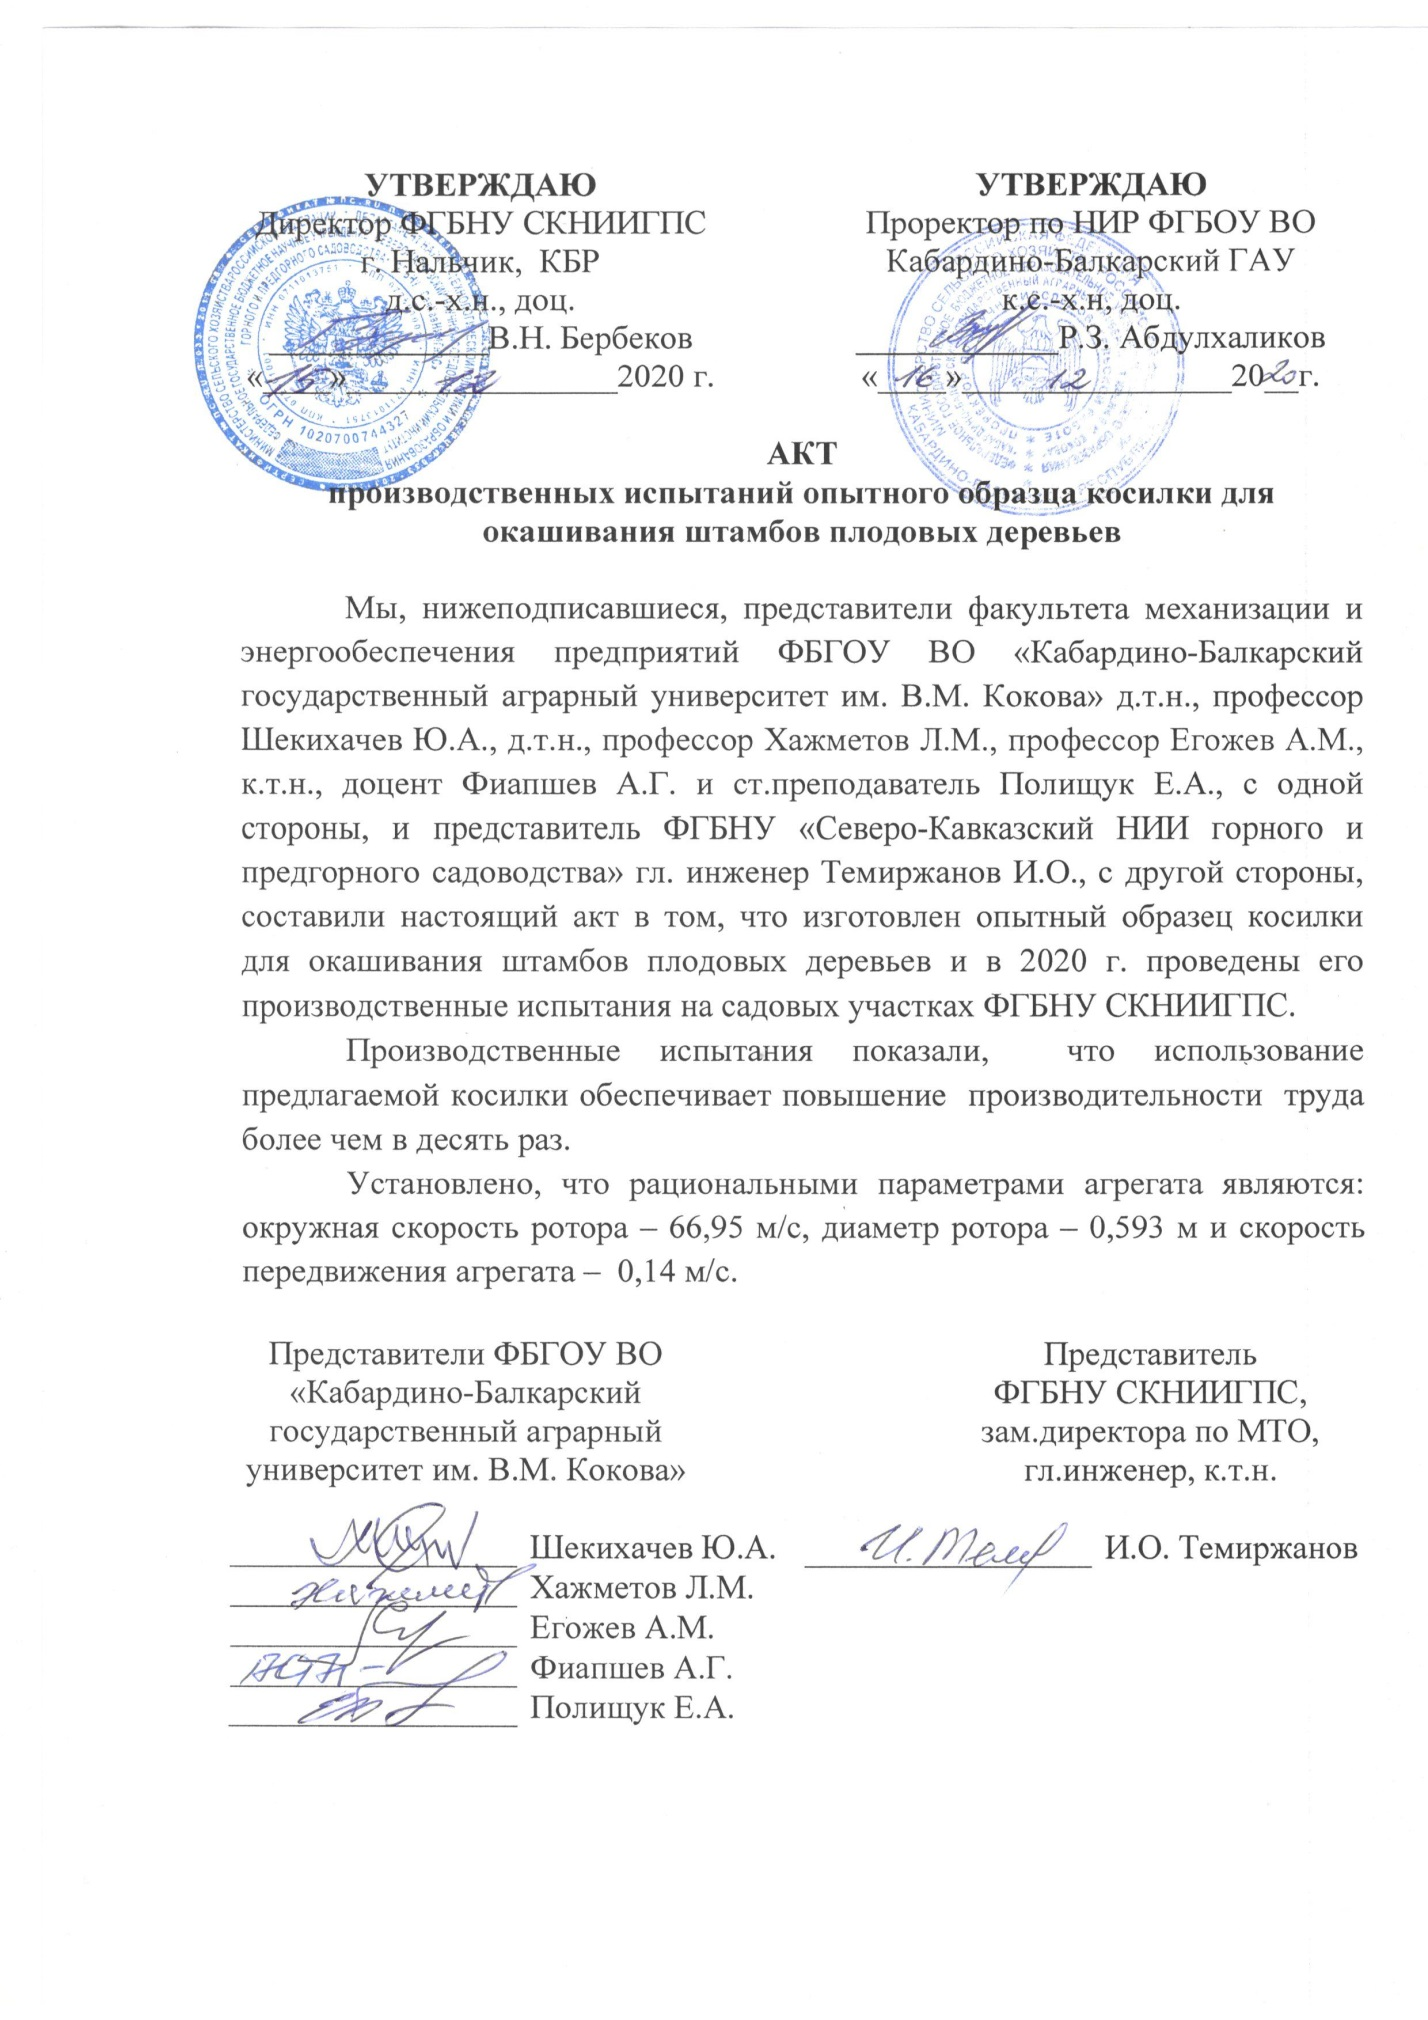 УТВЕРЖДАЮ
Директор ФГБНУ СКНИИГПС
г. Нальчик, КБР
д.с.-х.н., доц.
В.Н. Бербеков
«15» 12 2020 г.
УТВЕРЖДАЮ
Проректор по НИР ФГБОУ ВО
Кабардино-Балкарский ГАУ
к.с.-х.н, доц.
Р.З. Абдулхаликов
«16» 12 2020 г.
ОГРН 1020700744327
АКТ
производственных испытаний опытного образца косилки для
окашивания штамбов плодовых деревьев
Мы, нижеподписавшиеся, представители факультета механизации и
энергообеспечения предприятий ФБГОУ ВО «Кабардино-Балкарский
государственный аграрный университет им. В.М. Кокова» д.т.н., профессор
Шекихачев Ю.А., д.т.н., профессор Хажметов Л.М., профессор Егожев А.М.,
к.т.н., доцент Фиапшев А.Г. и ст.преподаватель Полищук Е.А., с одной
стороны, и представитель ФГБНУ «Северо-Кавказский НИИ горного и
предгорного садоводства» гл. инженер Темиржанов И.О., с другой стороны,
составили настоящий акт в том, что изготовлен опытный образец косилки
для окашивания штамбов плодовых деревьев и в 2020 г. проведены его
производственные испытания на садовых участках ФГБНУ СКНИИГПС.
Производственные испытания показали, что использование
предлагаемой косилки обеспечивает повышение производительности труда
более чем в десять раз.
Установлено, что рациональными параметрами агрегата являются:
окружная скорость ротора – 66,95 м/с, диаметр ротора – 0,593 м и скорость
передвижения агрегата – 0,14 м/с.
Представители ФБГОУ ВО
«Кабардино-Балкарский
государственный аграрный
университет им. В.М. Кокова»
Представитель
ФГБНУ СКНИИГПС,
зам.директора по МТО,
гл.инженер, к.т.н.
Шекихачев Ю.А.
И.О. Темиржанов
Хажметов Л.М.
Егожев А.М.
Фиапшев А.Г.
Полищук Е.А.